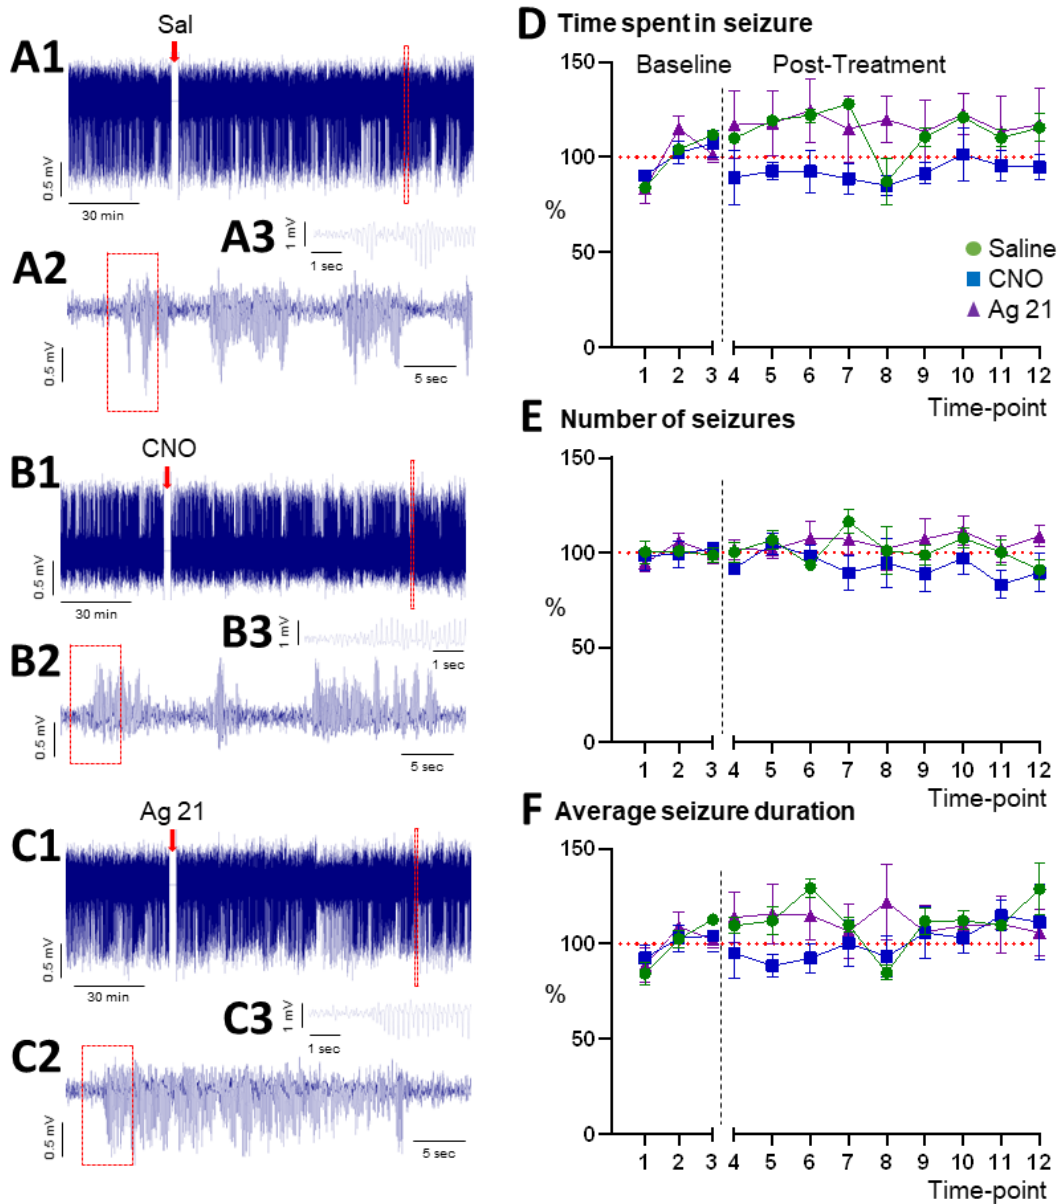 Sal
A1
0.5 mV
30 min
A3
1 mV
1 sec
A2
0.5 mV
5 sec
CNO
B1
0.5 mV
30 min
B3
1 mV
1 sec
B2
0.5 mV
5 sec
Ag 21
C1
0.5 mV
30 min
C3
1 mV
1 sec
C2
0.5 mV
5 sec
D Time spent in seizure
150
Baseline Post-Treatment
100
%
50
Saline
CNO
Ag 21
0
1 2 3 4 5 6 7 8 9 10 11 12
Time-point
E Number of seizures
150
100
%
50
0
1 2 3 4 5 6 7 8 9 10 11 12
Time-point
F Average seizure duration
150
100
%
50
0
1 2 3 4 5 6 7 8 9 10 11 12
Time-point